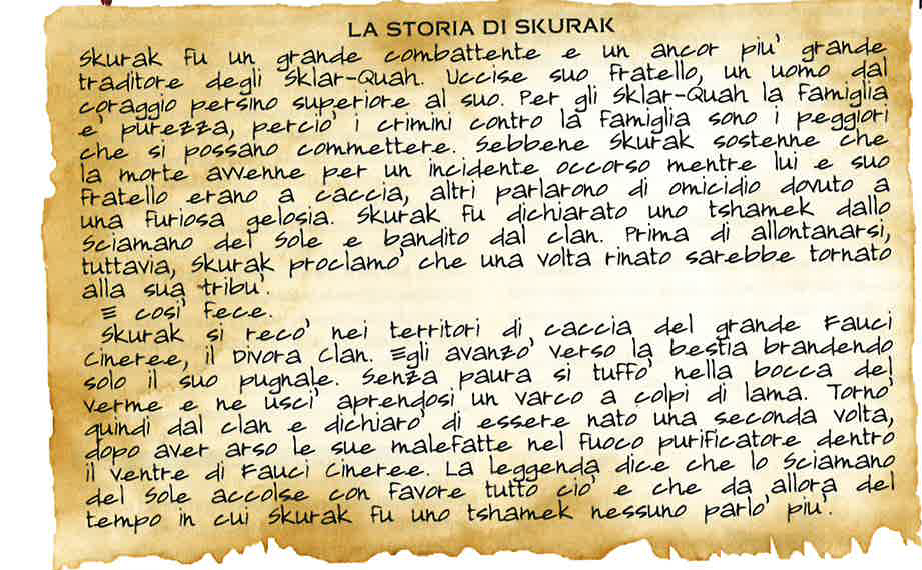 LA STORIA DI SKURAK
Skurak fu un grande combattente e un ancor piu' grande
traditore degli Sklar-Quah. Uccise suo fratello, un uomo dal
coraggio persino superiore al suo. Per gli Sklar-Quah la famiglia
e' purezza, percio' i crimini contro la famiglia sono i peggiori
che si possano commettere. Sebbene Skurak sostenne che
la morte avvenne per un incidente occorso mentre lui e suo
fratello erano a caccia, altri parlarono di omicidio dovuto a
una furiosa gelosia. Skurak fu dichiarato uno tshamek dallo
Sciamano del Sole e bandito dal clan. Prima di allontanarsi,
tuttavia, Skurak proclamo' che una volta rinato sarebbe tornato
alla sua tribu'.
E cosi' fece.
Skurak si reco' nei territori di caccia del grande Fauci
Cineree, il Divora Clan. Egli avanzo' verso la bestia brandendo
solo il suo pugnale. Senza paura si tuffo' nella bocca del
verme e ne usci' aprendosi un varco a colpi di lama. Torno'
quindi dal clan e dichiaro' di essere nato una seconda volta,
dopo aver arso le sue malefatte nel fuoco purificatore dentro
il ventre di Fauci Cineree. La leggenda dice che lo Sciamano
del Sole accolse con favore tutto cio' e che da allora del
tempo in cui Skurak fu uno tshamek nessuno parlo' piu'.